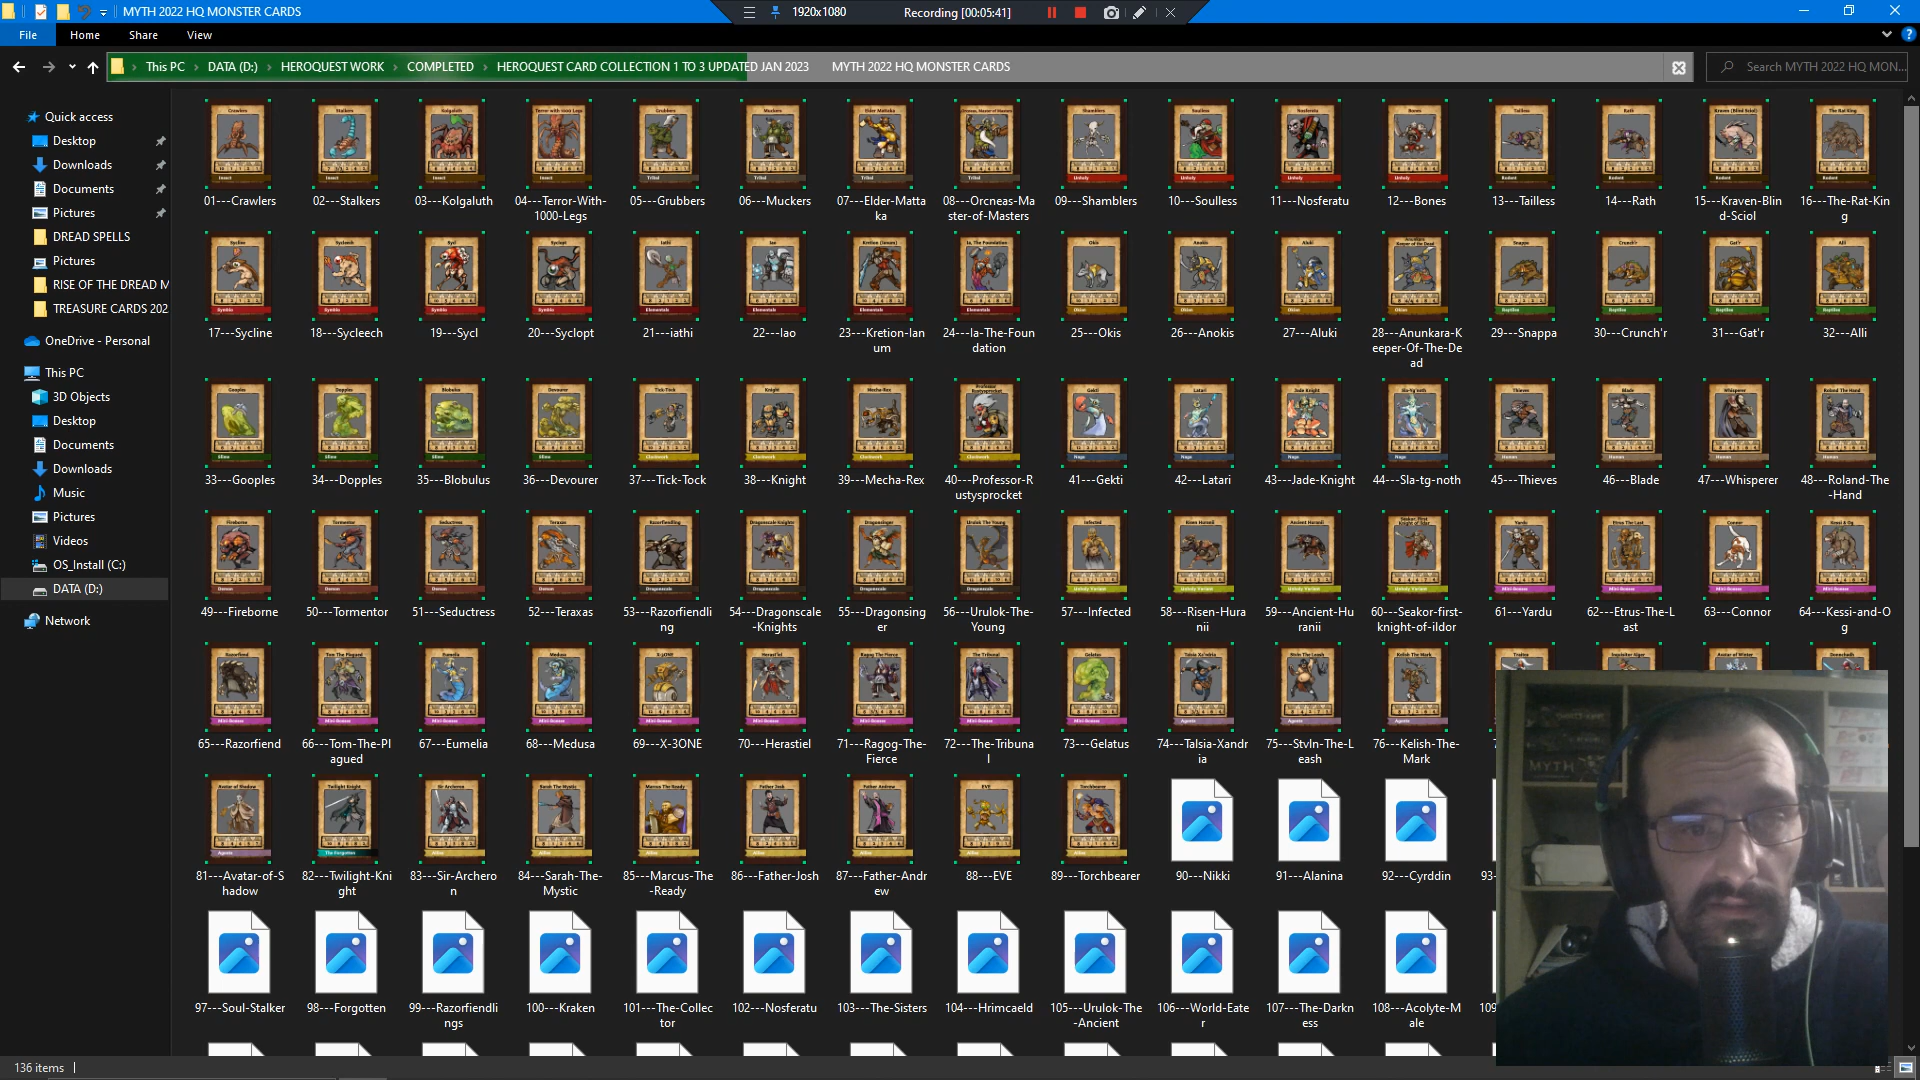 MYTH 2022 HQ MONSTER CARDS
1920x1080
Recording [00:05:41]
File Home Share View
This PC DATA (D:) HEROQUEST WORK COMPLETED HEROQUEST CARD COLLECTION 1 TO 3 UPDATED JAN 2023 MYTH 2022 HQ MONSTER CARDS
Search MYTH 2022 HQ MON...
Quick access
Desktop
Downloads
Documents
Pictures
DREAD SPELLS
Pictures
RISE OF THE DREAD M
TREASURE CARDS 202
OneDrive - Personal
This PC
3D Objects
Desktop
Documents
Downloads
Music
Pictures
Videos
OS_Install (C:)
DATA (D:)
Network
01---Crawlers
02---Stalkers
03---Kolgaluth
04---Terror-With-
1000-Legs
05---Grubbers
06---Muckers
07---Elder-Matta
ka
08---Orcneas-Ma
ster-of-Masters
09---Shamblers
10---Soulless
11---Nosferatu
12---Bones
13---Tailless
14---Rath
15---Kraven-Blin
d-Sciol
16---The-Rat-Kin
g
17---Sycline
18---Sycleech
19---Sycl
20---Syclopt
21---iathi
22---Iao
23---Kretion-Ian
um
24---Ia-The-Foun
dation
25---Okis
26---Anokis
27---Aluki
28---Anunkara-K
eeper-Of-The-De
ad
29---Snappa
30---Crunch'r
31---Gat'r
32---Alli
33---Gooples
34---Dopples
35---Blobulus
36---Devourer
37---Tick-Tock
38---Knight
39---Mecha-Rex
40---Professor-R
ustysprocket
41---Gekti
42---Latari
43---Jade-Knight
44---Sla-tg-noth
45---Thieves
46---Blade
47---Whisperer
48---Roland-The
-Hand
49---Fireborne
50---Tormentor
51---Seductress
52---Teraxas
53---Razorfiendli
ng
54---Dragonscale
-Knights
55---Dragonsing
er
56---Urulok-The-
Young
57---Infected
58---Risen-Hura
nii
59---Ancient-Hu
ranii
60---Seakor-first-
knight-of-ildor
61---Yardu
62---Etrus-The-L
ast
63---Connor
64---Kessi-and-O
g
65---Razorfiend
66---Tom-The-Pl
agued
67---Eumelia
68---Medusa
69---X-3ONE
70---Herastiel
71---Ragog-The-
Fierce
72---The-Tribuna
l
73---Gelatus
74---Talsia-Xandr
ia
75---Stvln-The-L
eash
76---Kelish-The-
Mark
81---Avatar-of-S
hadow
82---Twilight-Kni
ght
83---Sir-Archero
n
84---Sarah-The-
Mystic
85---Marcus-The
-Ready
86---Father-Josh
87---Father-Andr
ew
88---EVE
89---Torchbearer
90---Nikki
91---Alanina
92---Cyrddin
93-
97---Soul-Stalker
98---Forgotten
99---Razorfiendli
ngs
100---Kraken
101---The-Collec
tor
102---Nosferatu
103---The-Sisters
104---Hrimcaeld
105---Urulok-The
-Ancient
106---World-Eate
r
107---The-Darkn
ess
108---Acolyte-M
ale
109
MYTH
136 items